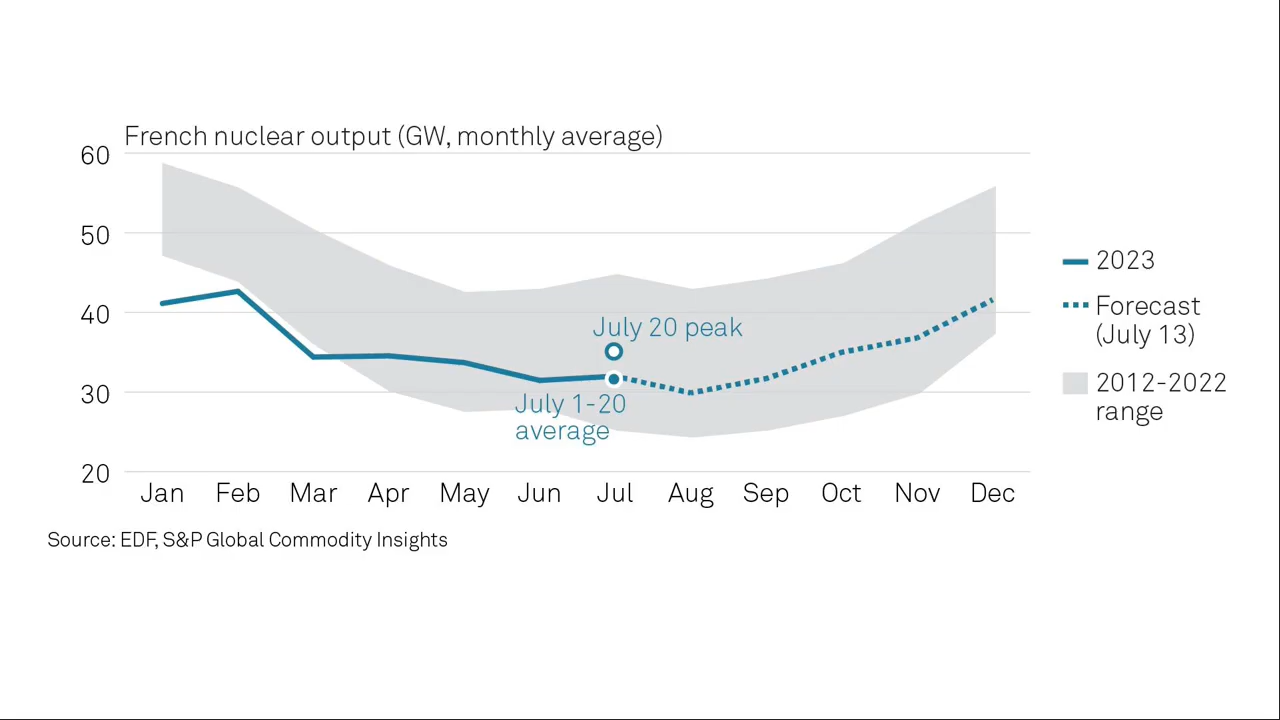 French nuclear output (GW, monthly average)
60
50
40
30
20
July 20 peak
July 1-20
average
Jan Feb Mar Apr May Jun Jul Aug Sep Oct Nov Dec
2023
Forecast
(July 13)
2012-2022
range
Source: EDF, S&P Global Commodity Insights